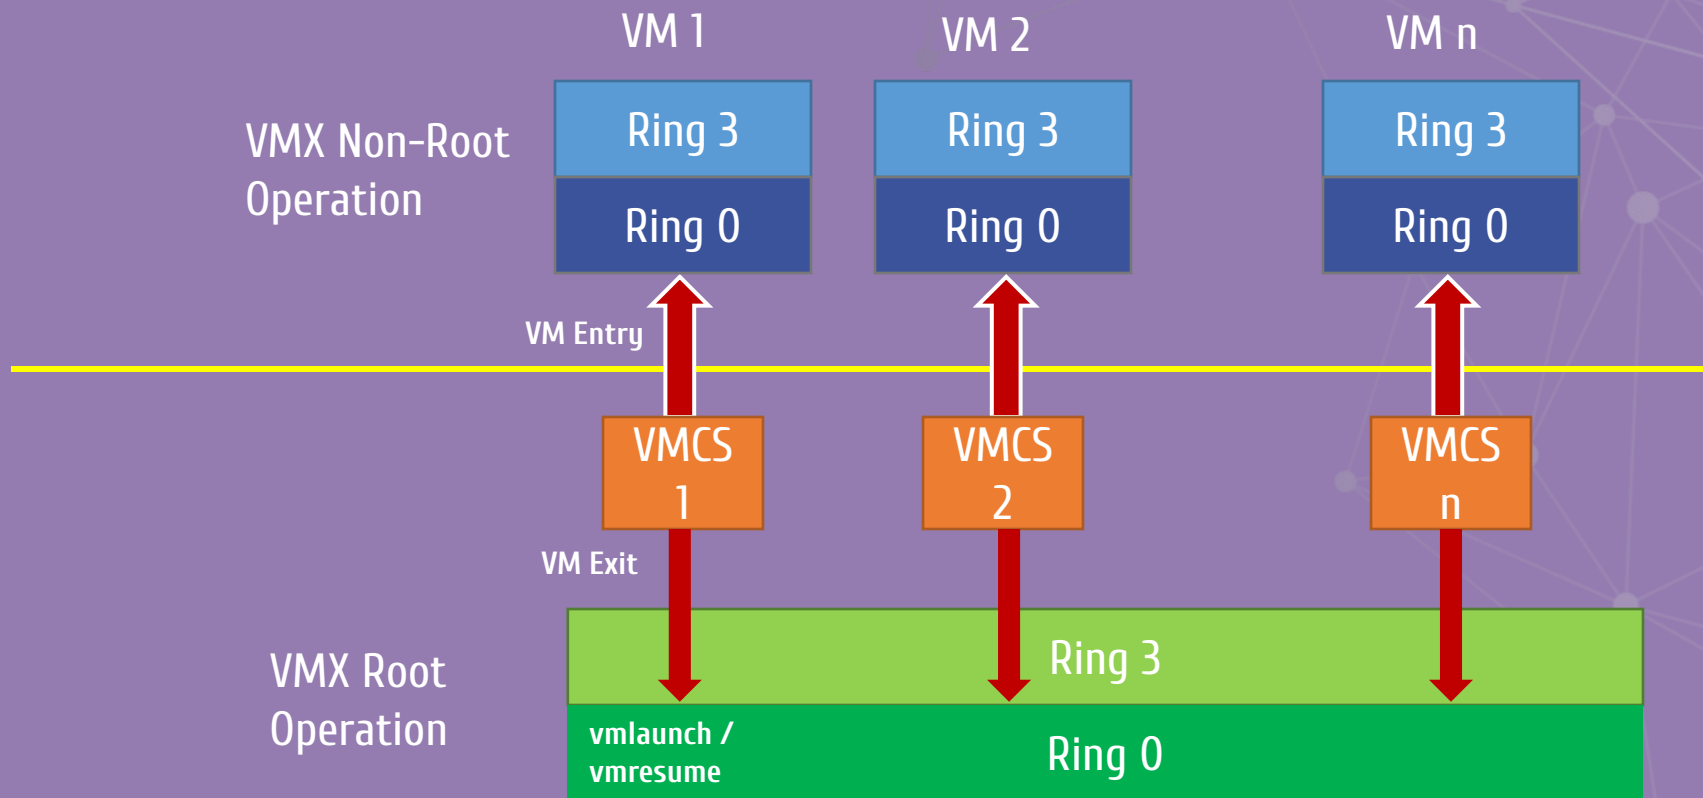 VM 1
VM 2
VM n
VMX Non-Root
Operation
Ring 3
Ring 3
Ring 3
Ring 0
Ring 0
Ring 0
VM Entry
VMCS
1
VMCS
2
VMCS
n
VM Exit
VMX Root
Operation
Ring 3
vmlaunch /
vmresume
Ring 0